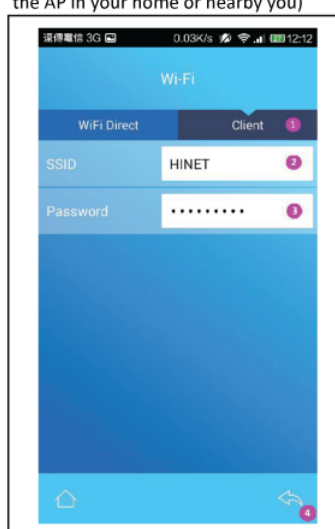 the AP in your home or nearby you)
遠傳電信 3G 0.03K/s 12:12
Wi-Fi
WiFi Direct Client 1
SSID HINET 2
Password ••••••••• 3
4